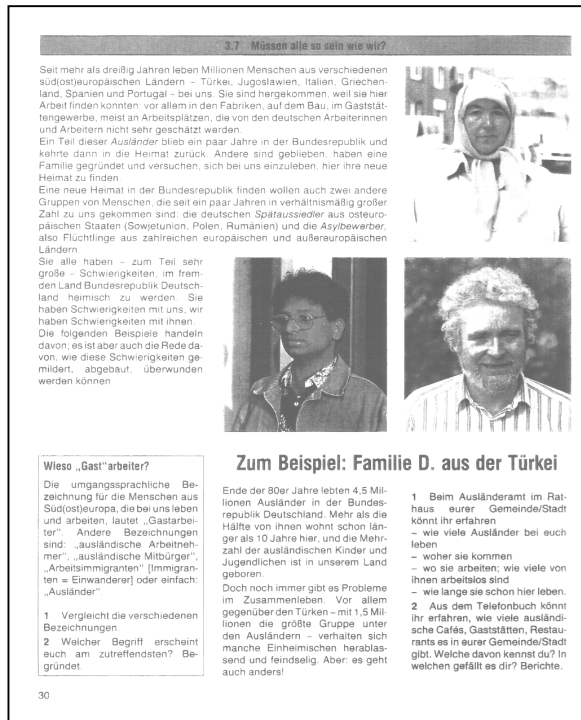 3.7 Müssen alle so sein wie wir?
Seit mehr als dreißig Jahren leben Millionen Menschen aus verschiedenen
süd(ost)europäischen Ländern – Türkei, Jugoslawien, Italien, Griechen-
land, Spanien und Portugal – bei uns. Sie sind hergekommen, weil sie hier
Arbeit finden konnten vor allem in den Fabriken, auf dem Bau, im Gaststät-
tengewerbe, meist an Arbeitsplätzen, die von den deutschen Arbeiterinnen
und Arbeitern nicht sehr geschätzt werden.
Ein Teil dieser Ausländer blieb ein paar Jahre in der Bundesrepublik und
kehrte dann in die Heimat zurück. Andere sind geblieben, haben eine
Familie gegründet und versuchen, sich bei uns einzuleben, hier ihre neue
Heimat zu finden.
Eine neue Heimat in der Bundesrepublik finden wollen auch zwei andere
Gruppen von Menschen, die seit ein paar Jahren in verhältnismäßig großer
Zahl zu uns gekommen sind: die deutschen Spätaussiedler aus osteuro-
päischen Staaten (Sowjetunion, Polen, Rumänien) und die Asylbewerber,
also Flüchtlinge aus zahlreichen europäischen und außereuropäischen
Ländern.
Sie alle haben – zum Teil sehr
große – Schwierigkeiten, im frem-
den Land Bundesrepublik Deutsch-
land heimisch zu werden. Sie
haben Schwierigkeiten mit uns, wir
haben Schwierigkeiten mit ihnen.
Die folgenden Beispiele handeln
davon; es ist aber auch die Rede da-
von, wie diese Schwierigkeiten ge-
mildert, abgebaut, überwunden
werden können
Wieso „Gast"arbeiter?
Die umgangssprachliche Be-
zeichnung für die Menschen aus
Süd(ost)europa, die bei uns leben
und arbeiten, lautet „Gastarbei-
ter". Andere Bezeichnungen
sind: „ausländische Arbeitneh-
mer", „ausländische Mitbürger",
„Arbeitsimmigranten" [Immigran-
ten = Einwanderer] oder einfach:
„Ausländer".
1 Vergleicht die verschiedenen
Bezeichnungen
2 Welcher Begriff erscheint
euch am zutreffendsten? Be-
gründet.
Zum Beispiel: Familie D. aus der Türkei
Ende der 80er Jahre lebten 4,5 Mil-
lionen Ausländer in der Bundes-
republik Deutschland. Mehr als die
Hälfte von ihnen wohnt schon län-
ger als 10 Jahre hier, und die Mehr-
zahl der ausländischen Kinder und
Jugendlichen ist in unserem Land
geboren.
Doch noch immer gibt es Probleme
im Zusammenleben. Vor allem
gegenüber den Türken – mit 1,5 Mil-
lionen die größte Gruppe unter
den Ausländern – verhalten sich
manche Einheimischen herablas-
send und feindselig. Aber: es geht
auch anders!
1 Beim Ausländeramt im Rat-
haus eurer Gemeinde/Stadt
könnt ihr erfahren
– wie viele Ausländer bei euch
leben
– woher sie kommen
– wo sie arbeiten; wie viele von
ihnen arbeitslos sind
– wie lange sie schon hier leben.
2 Aus dem Telefonbuch könnt
ihr erfahren, wie viele ausländi-
sche Cafés, Gaststätten, Restau-
rants es in eurer Gemeinde/Stadt
gibt. Welche davon kennst du? In
welchen gefällt es dir? Berichte.
30